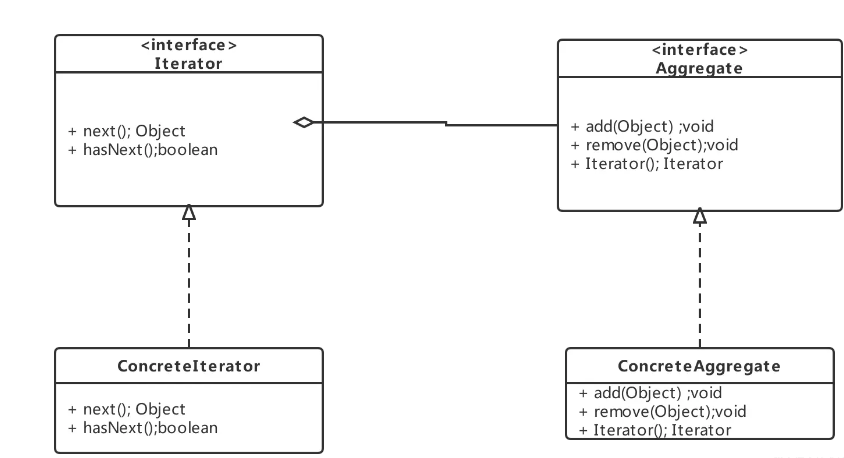 <interface>
Iterator
+ next(); Object
+ hasNext();boolean
<interface>
Aggregate
+ add(Object) ;void
+ remove(Object);void
+ Iterator(); Iterator
ConcreteIterator
+ next(); Object
+ hasNext();boolean
ConcreteAggregate
+ add(Object) ;void
+ remove(Object);void
+ Iterator(); Iterator